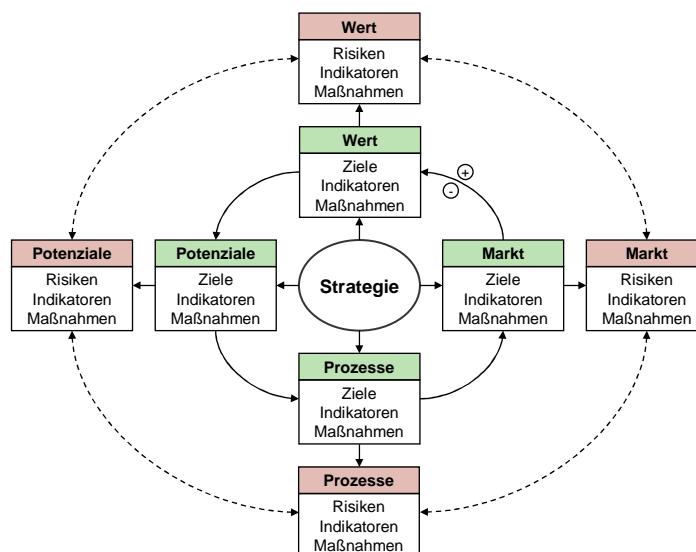 Wert
Risiken
Indikatoren
Maßnahmen
Wert
Ziele
Indikatoren
Maßnahmen
+
-
Potenziale
Risiken
Indikatoren
Maßnahmen
Potenziale
Ziele
Indikatoren
Maßnahmen
Strategie
Markt
Ziele
Indikatoren
Maßnahmen
Markt
Risiken
Indikatoren
Maßnahmen
Prozesse
Ziele
Indikatoren
Maßnahmen
Prozesse
Risiken
Indikatoren
Maßnahmen